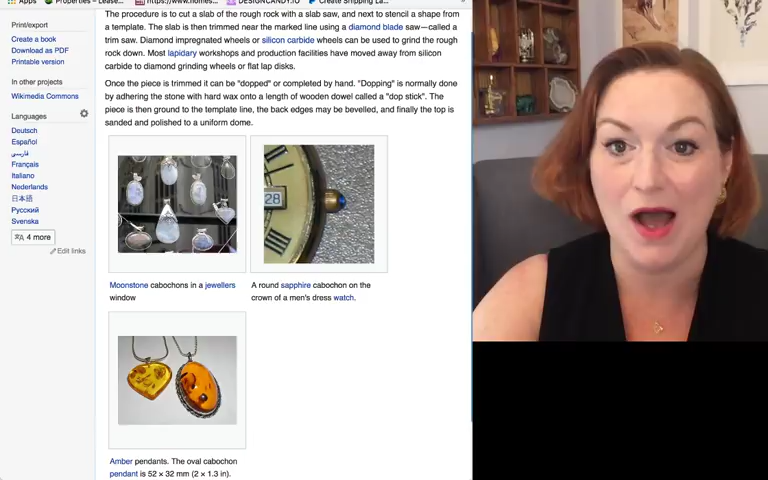 Apps
Properties – Lease...
https://www.homes...
DESIGNCANDY.IO
Create Shipping La...
Print/export
Create a book
Download as PDF
Printable version
In other projects
Wikimedia Commons
Languages
Deutsch
Español
فارسی
Français
Italiano
Nederlands
日本語
Русский
Svenska
4 more
Edit links
The procedure is to cut a slab of the rough rock with a slab saw, and next to stencil a shape from
a template. The slab is then trimmed near the marked line using a diamond blade saw—called a
trim saw. Diamond impregnated wheels or silicon carbide wheels can be used to grind the rough
rock down. Most lapidary workshops and production facilities have moved away from silicon
carbide to diamond grinding wheels or flat lap disks.
Once the piece is trimmed it can be "dopped" or completed by hand. "Dopping" is normally done
by adhering the stone with hard wax onto a length of wooden dowel called a "dop stick". The
piece is then ground to the template line, the back edges may be bevelled, and finally the top is
sanded and polished to a uniform dome.
28
Moonstone cabochons in a jewellers
window
A round sapphire cabochon on the
crown of a men's dress watch.
Amber pendants. The oval cabochon
pendant is 52 × 32 mm (2 × 1.3 in).